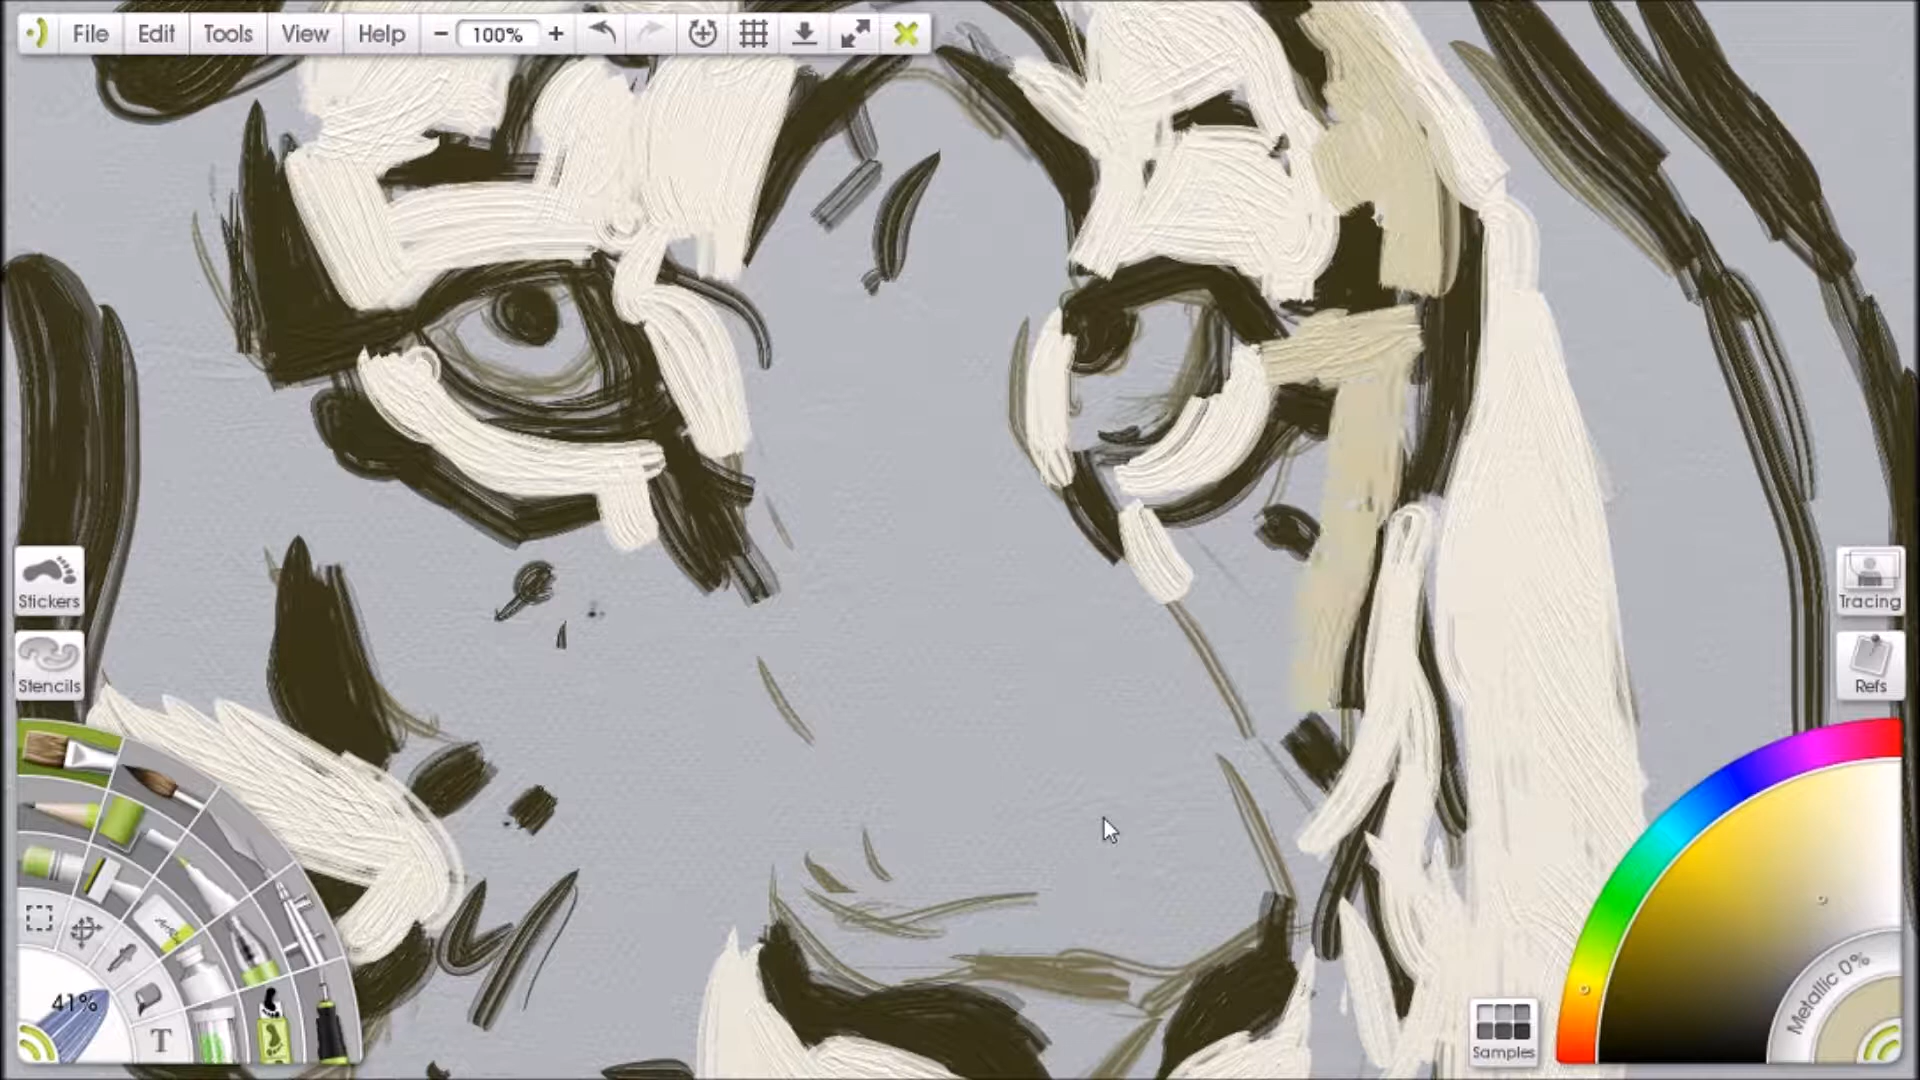 File Edit Tools View Help 100%
Stickers
Stencils
Tracing
Refs
41%
T
Metallic 0%
Samples